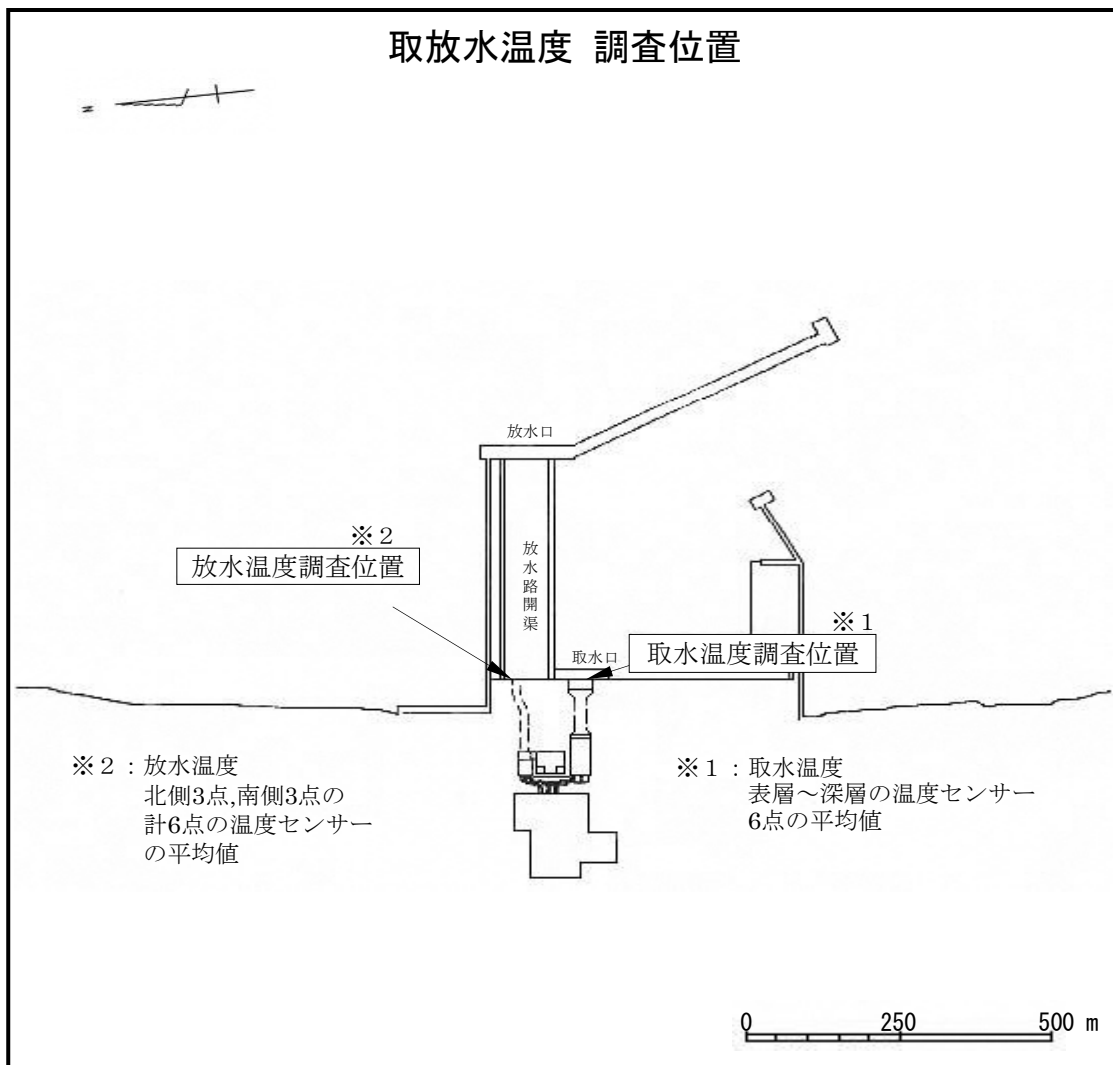 取放水温度 調査位置
N
放水口
※2
放水温度調査位置
放水路開渠
※1
取水口
取水温度調査位置
※2：放水温度
北側3点,南側3点の
計6点の温度センサー
の平均値
※1：取水温度
表層～深層の温度センサー
6点の平均値
0 250 500 m